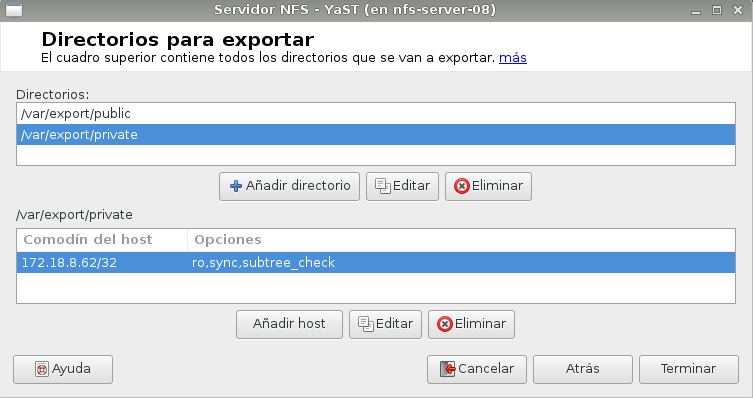 Servidor NFS - YaST (en nfs-server-08)
Directorios para exportar
El cuadro superior contiene todos los directorios que se van a exportar. más
Directorios:
/var/export/public
/var/export/private
Añadir directorio Editar Eliminar
/var/export/private
Comodín del host Opciones
172.18.8.62/32 ro,sync,subtree_check
Añadir host Editar Eliminar
Ayuda Cancelar Atrás Terminar